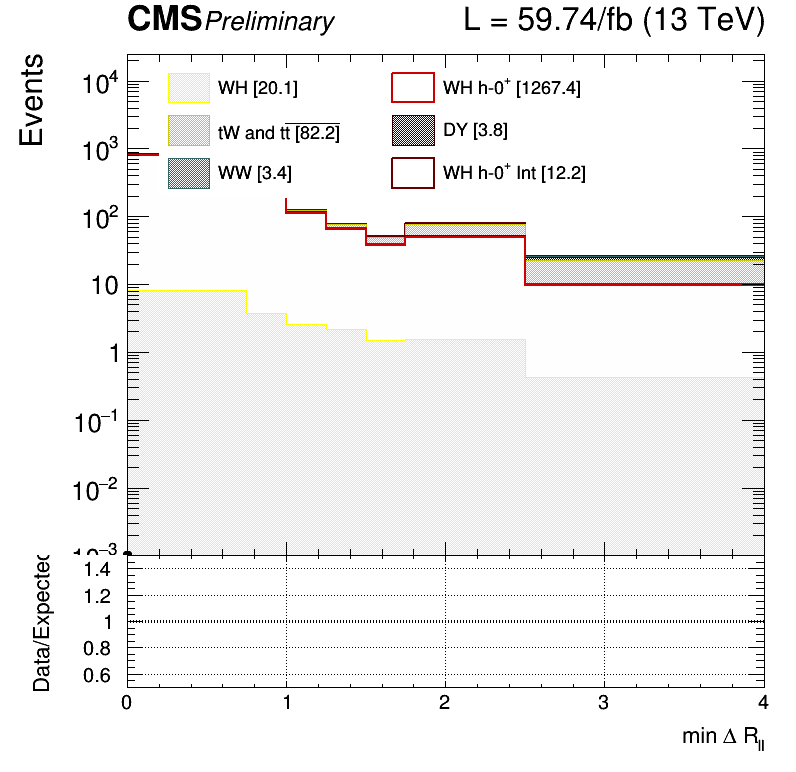 CMS Preliminary L = 59.74/fb (13 TeV)
Events
10⁴
10³
10²
10
1
10⁻¹
10⁻²
10⁻³
WH [20.1]
WH h-0⁺ [1267.4]
tW and tt̅ [82.2]
DY [3.8]
WW [3.4]
WH h-0⁺ Int [12.2]
Data/Expected
1.4
1.2
1
0.8
0.6
0 1 2 3 4
min Δ R_ll